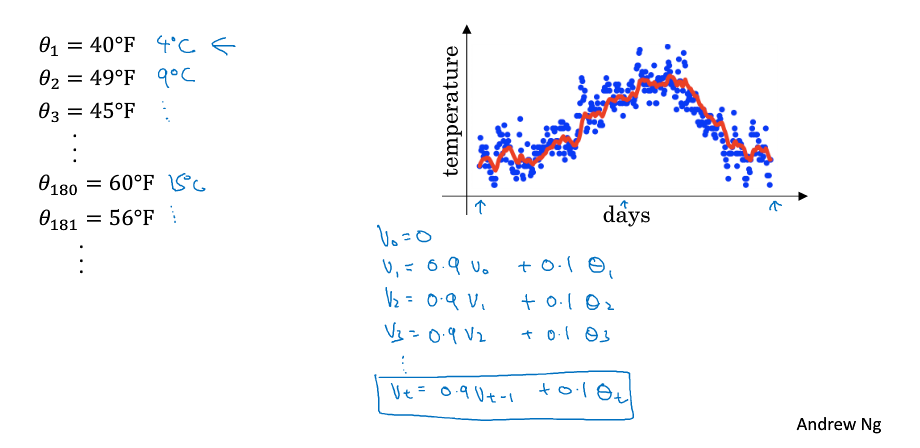 θ₁ = 40°F 4°C ←
θ₂ = 49°F 9°C
θ₃ = 45°F ⋮
⋮
θ₁₈₀ = 60°F 15°C
θ₁₈₁ = 56°F ⋮
⋮
temperature
days
V₀ = 0
V₁ = 0.9 V₀ + 0.1 θ₁
V₂ = 0.9 V₁ + 0.1 θ₂
V₃ = 0.9 V₂ + 0.1 θ₃
⋮
Vₜ = 0.9 Vₜ₋₁ + 0.1 θₜ
Andrew Ng